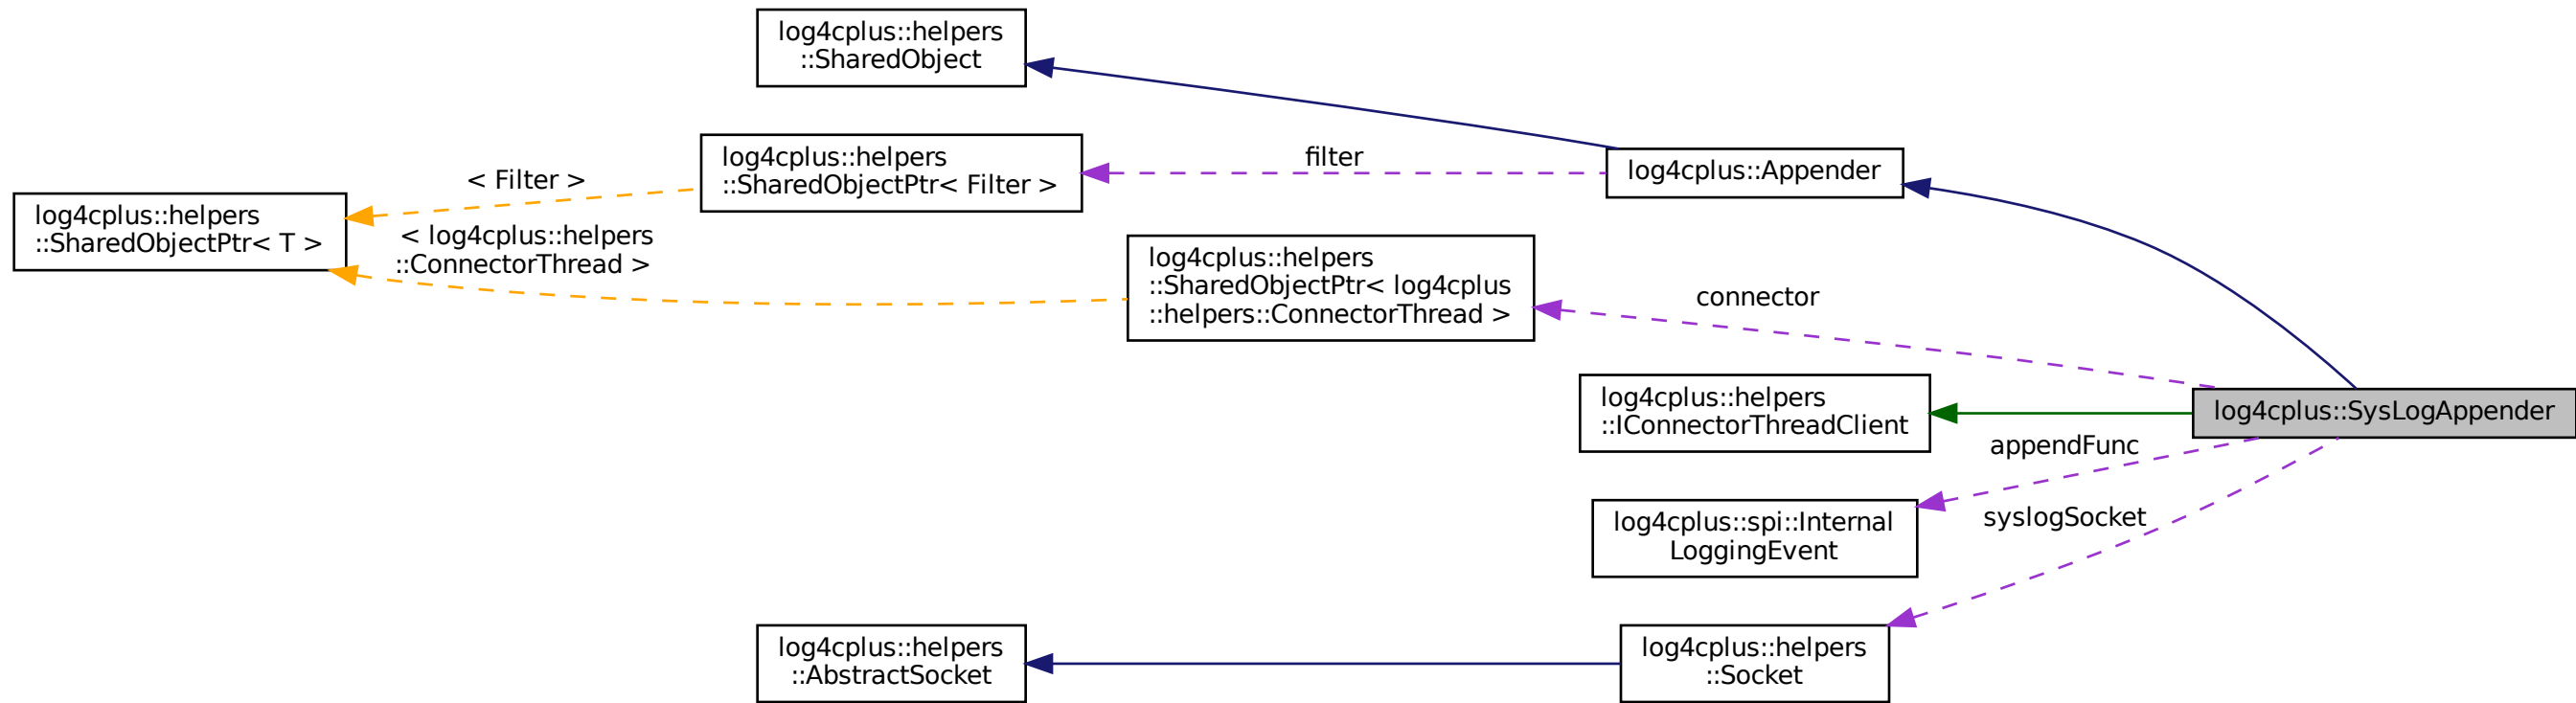 log4cplus::helpers
::SharedObject
log4cplus::helpers
::SharedObjectPtr< Filter >
filter
log4cplus::Appender
< Filter >
log4cplus::helpers
::SharedObjectPtr< T >
< log4cplus::helpers
::ConnectorThread >
log4cplus::helpers
::SharedObjectPtr< log4cplus
::helpers::ConnectorThread >
connector
log4cplus::helpers
::IConnectorThreadClient
log4cplus::SysLogAppender
appendFunc
log4cplus::spi::Internal
LoggingEvent
syslogSocket
log4cplus::helpers
::AbstractSocket
log4cplus::helpers
::Socket